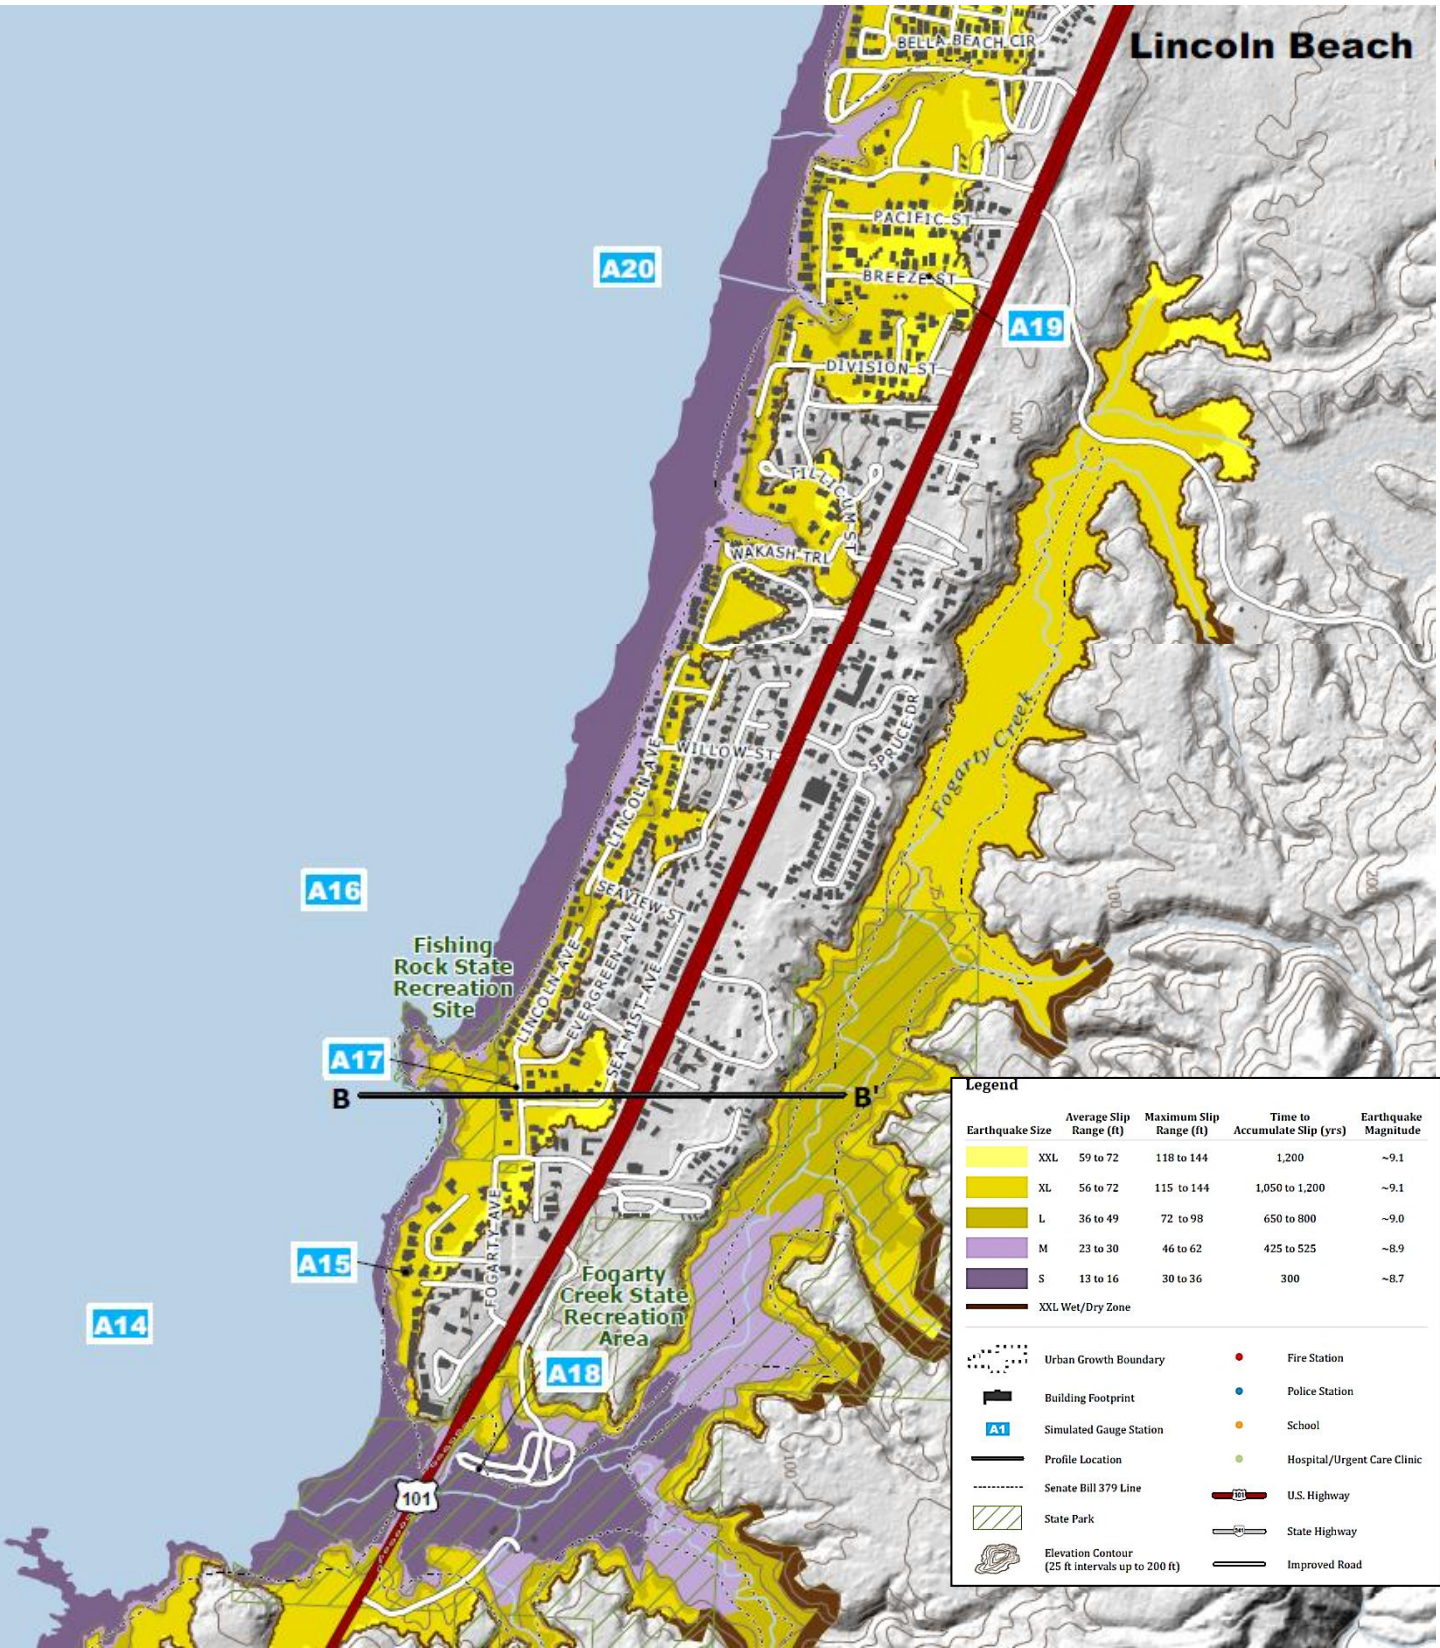 Lincoln Beach
BELLA BEACH CIR
PACIFIC ST
A20
BREEZE ST
A19
DIVISION ST
100
TILLICUM ST
WAKASH TRL
SPRUCE DR
WILLOW ST
LINCOLN AVE
Fogarty Creek
A16
SEAVIEW ST
100
200
Fishing
Rock State
Recreation
Site
LINCOLN AVE
EVERGREEN AVE
SEA MIST AVE
A17
B
B'
FOGARTY AVE
A15
A14
Fogarty
Creek State
Recreation
Area
A18
100
101
Legend
Earthquake Size
Average Slip
Range (ft)
Maximum Slip
Range (ft)
Time to
Accumulate Slip (yrs)
Earthquake
Magnitude
XXL 59 to 72 118 to 144 1,200 ~9.1
XL 56 to 72 115 to 144 1,050 to 1,200 ~9.1
L 36 to 49 72 to 98 650 to 800 ~9.0
M 23 to 30 46 to 62 425 to 525 ~8.9
S 13 to 16 30 to 36 300 ~8.7
XXL Wet/Dry Zone
Urban Growth Boundary
Building Footprint
A1 Simulated Gauge Station
Profile Location
Senate Bill 379 Line
State Park
Elevation Contour
(25 ft intervals up to 200 ft)
Fire Station
Police Station
School
Hospital/Urgent Care Clinic
101 U.S. Highway
241 State Highway
Improved Road